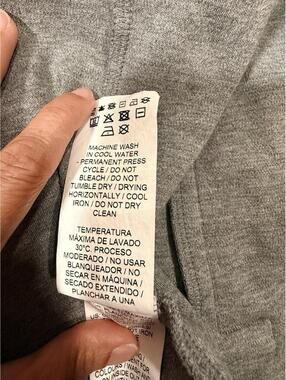 MACHINE WASH
IN COOL WATER
- PERMANENT PRESS
CYCLE / DO NOT
BLEACH / DO NOT
TUMBLE DRY / DRYING
HORIZONTALLY / COOL
IRON / DO NOT DRY
CLEAN
TEMPERATURA
MÁXIMA DE LAVADO
30°C. PROCESO
MODERADO / NO USAR
BLANQUEADOR / NO
SECAR EN MÁQUINA /
SECADO EXTENDIDO /
PLANCHAR A UNA